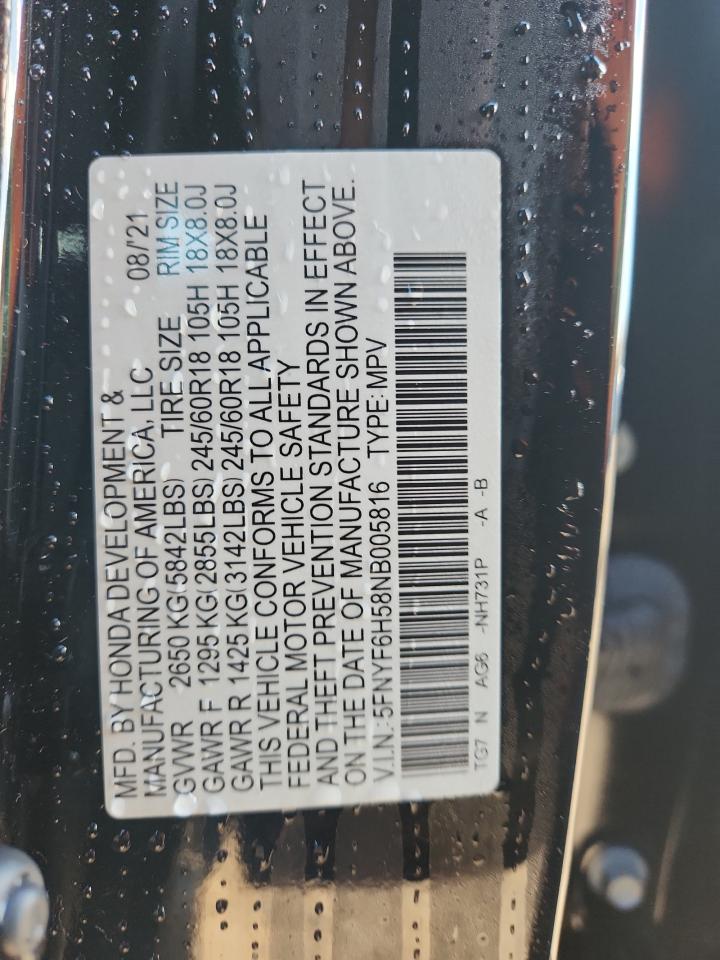 MFD. BY HONDA DEVELOPMENT & 08/'21
MANUFACTURING OF AMERICA, LLC
GVWR 2650 KG(5842LBS) TIRE SIZE RIM SIZE
GAWR F 1295 KG(2855LBS) 245/60R18 105H 18X8.0J
GAWR R 1425 KG(3142LBS) 245/60R18 105H 18X8.0J
THIS VEHICLE CONFORMS TO ALL APPLICABLE
FEDERAL MOTOR VEHICLE SAFETY
AND THEFT PREVENTION STANDARDS IN EFFECT
ON THE DATE OF MANUFACTURE SHOWN ABOVE.
V.I.N.:5FNYF6H58NB005816 TYPE:MPV
TG7 N AG6 -NH731P -A -B